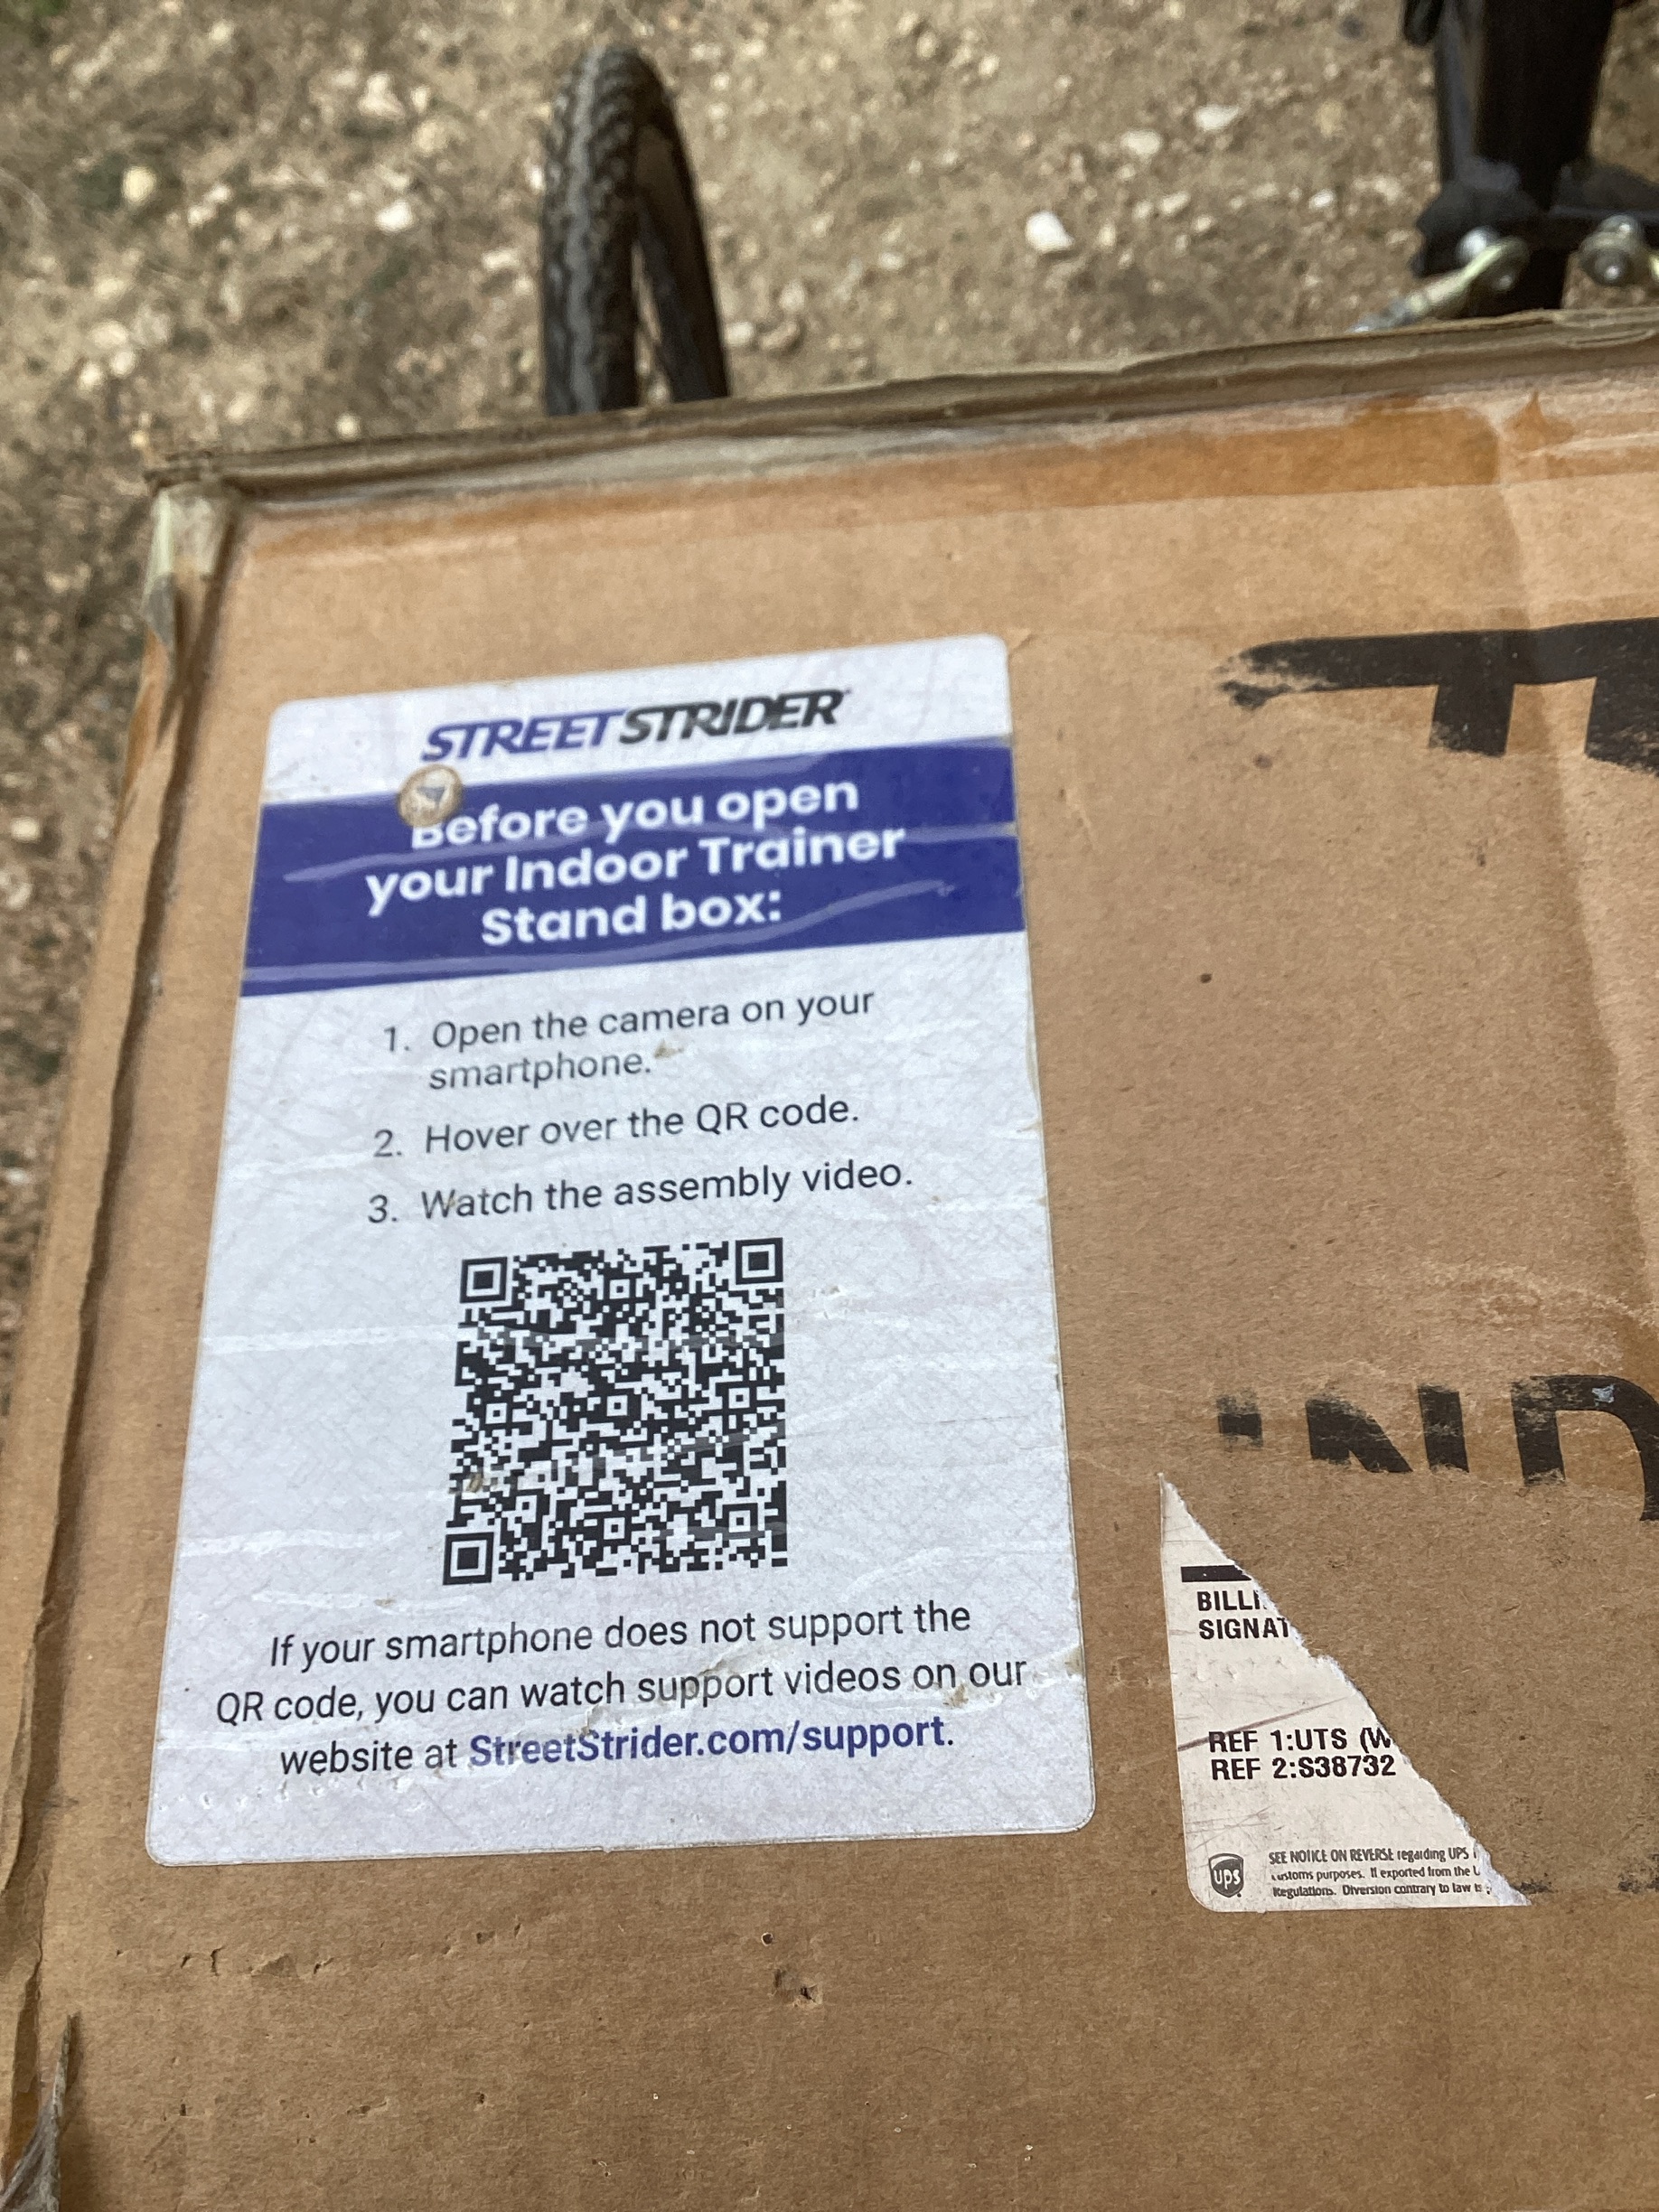 STREETSTRIDER
Before you open
your Indoor Trainer
Stand box:
1. Open the camera on your
smartphone.
2. Hover over the QR code.
3. Watch the assembly video.
If your smartphone does not support the
QR code, you can watch support videos on our
website at StreetStrider.com/support.
BILLI
SIGNAT
REF 1:UTS (W
REF 2:S38732
UPS
SEE NOTICE ON REVERSE regarding UPS
customs purposes. If exported from the U
Regulations. Diversion contrary to law is